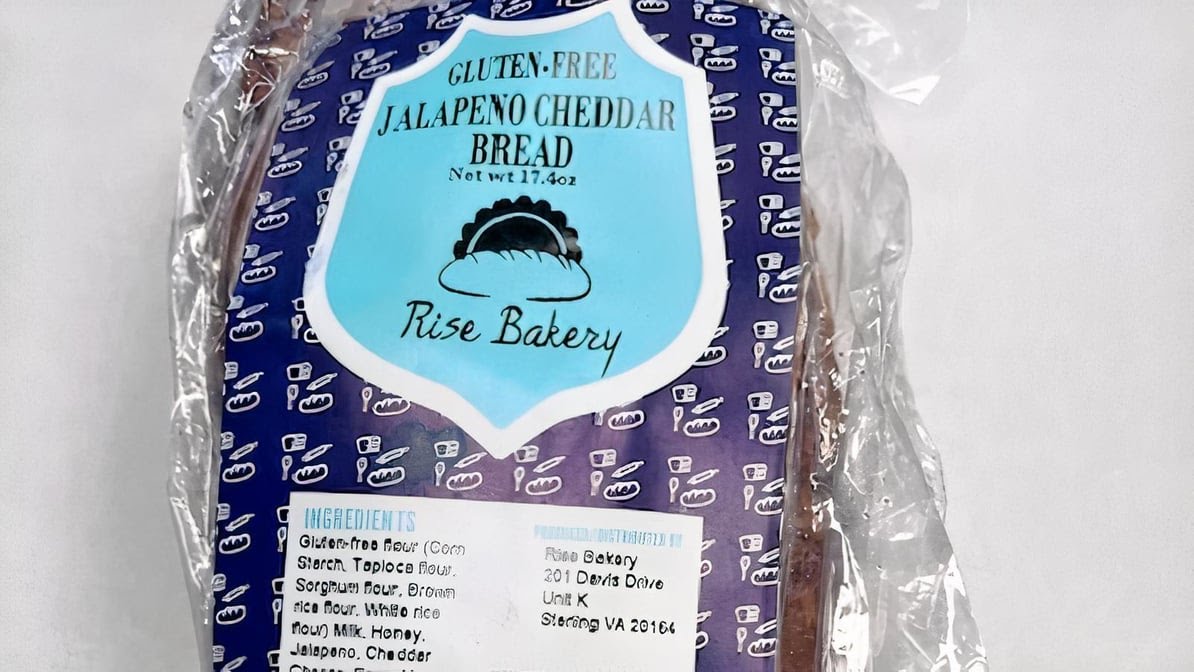 GLUTEN-FREE
JALAPENO CHEDDAR
BREAD
Net wt 17.4oz
Rise Bakery
INGREDIENTS
Gluten-free flour (Corn
Starch, Tapioca flour,
Sorghum flour, Brown
rice flour, White rice
flour) Milk, Honey,
Jalapeno, Cheddar
Rise Bakery
201 Davis Drive
Unit K
Sterling VA 20164